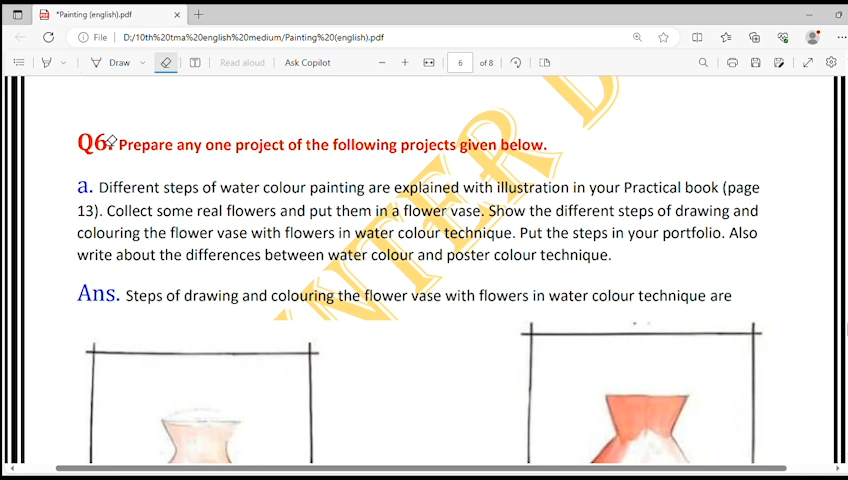 *Painting (english).pdf
File D:/10th%20tma%20english%20medium/Painting%20(english).pdf
Draw Read aloud Ask Copilot 6 of 8
Q6. Prepare any one project of the following projects given below.
a. Different steps of water colour painting are explained with illustration in your Practical book (page
13). Collect some real flowers and put them in a flower vase. Show the different steps of drawing and
colouring the flower vase with flowers in water colour technique. Put the steps in your portfolio. Also
write about the differences between water colour and poster colour technique.
Ans. Steps of drawing and colouring the flower vase with flowers in water colour technique are